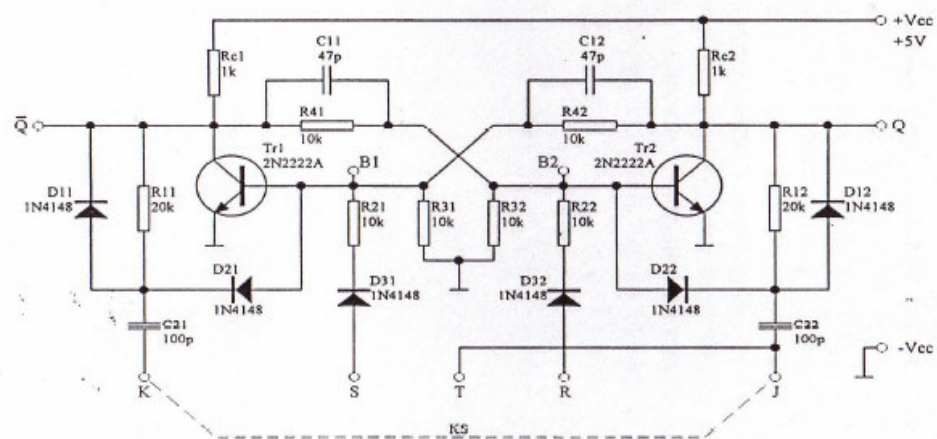 +Vcc
+5V
Rc1
1k
C11
47p
C12
47p
Rc2
1k
Q̅
R41
10k
R42
10k
Q
Tr1
2N2222A
B1
B2
Tr2
2N2222A
D11
1N4148
R11
20k
R21
10k
R31
10k
R32
10k
R22
10k
R12
20k
D12
1N4148
D21
1N4148
D31
1N4148
D32
1N4148
D22
1N4148
C21
100p
C22
100p
-Vcc
K
S
T
R
J
KS